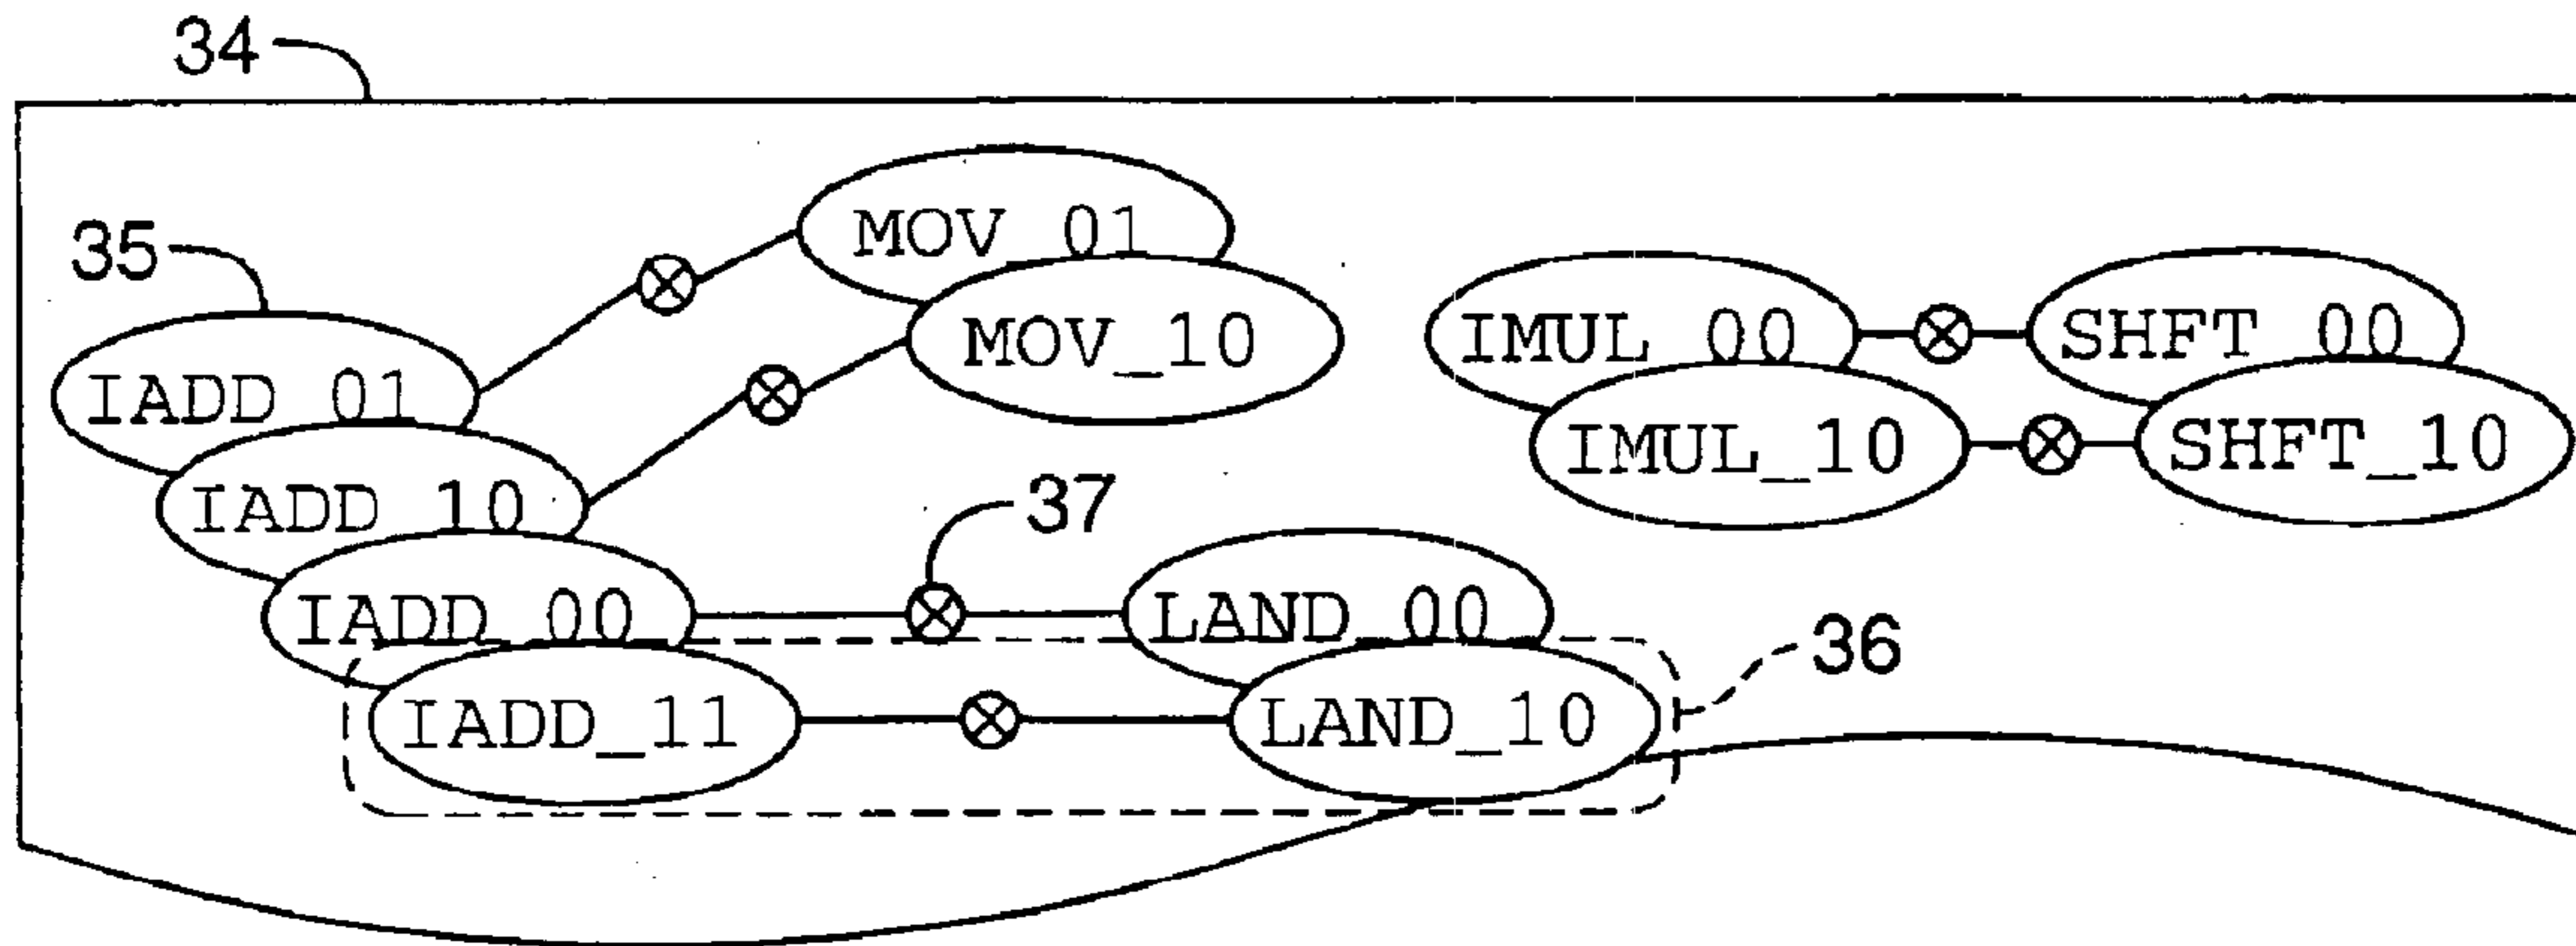 34
35
MOV_01
MOV_10
IADD_01
IADD_10
IADD_00
IADD_11
37
LAND_00
LAND_10
36
IMUL_00
IMUL_10
SHFT_00
SHFT_10